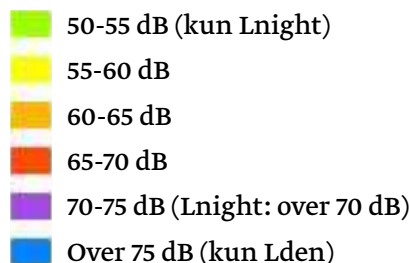 50-55 dB (kun Lnight)
55-60 dB
60-65 dB
65-70 dB
70-75 dB (Lnight: over 70 dB)
Over 75 dB (kun Lden)